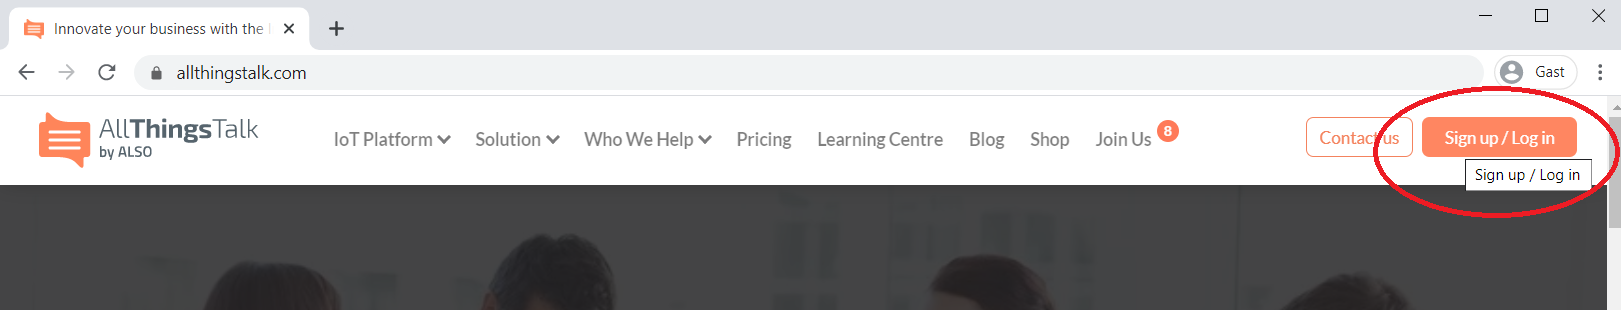 Innovate your business with the I
allthingstalk.com
Gast
AllThingsTalk
by ALSO
IoT Platform
Solution
Who We Help
Pricing
Learning Centre
Blog
Shop
Join Us
8
Contact us
Sign up / Log in
Sign up / Log in